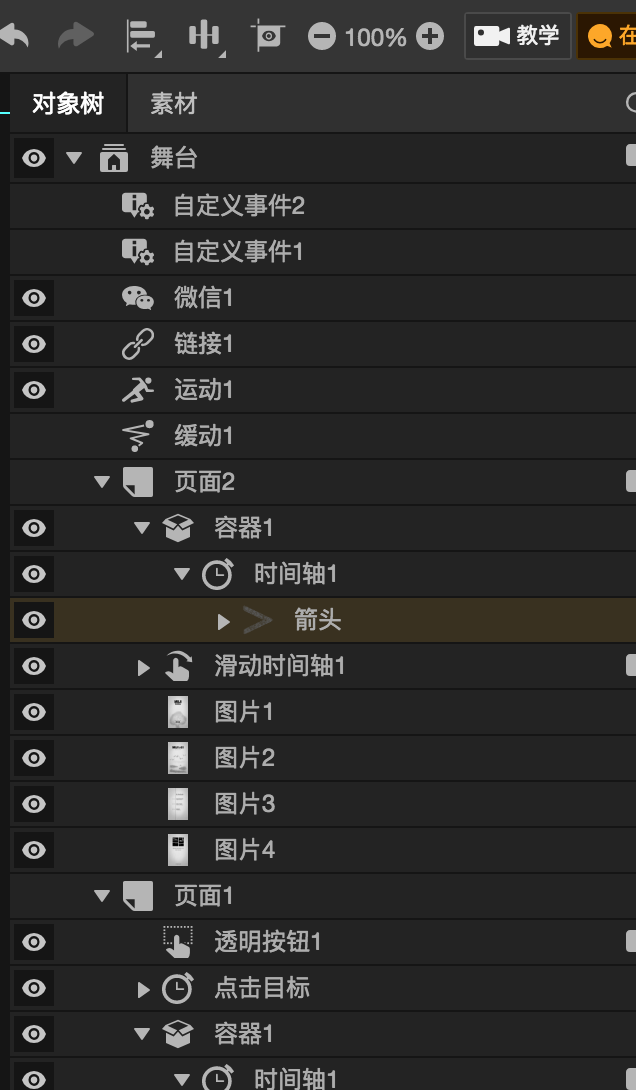 100%
教学
在
对象树
素材
舞台
自定义事件2
自定义事件1
微信1
链接1
运动1
缓动1
页面2
容器1
时间轴1
箭头
滑动时间轴1
图片1
图片2
图片3
图片4
页面1
透明按钮1
点击目标
容器1
时间轴1